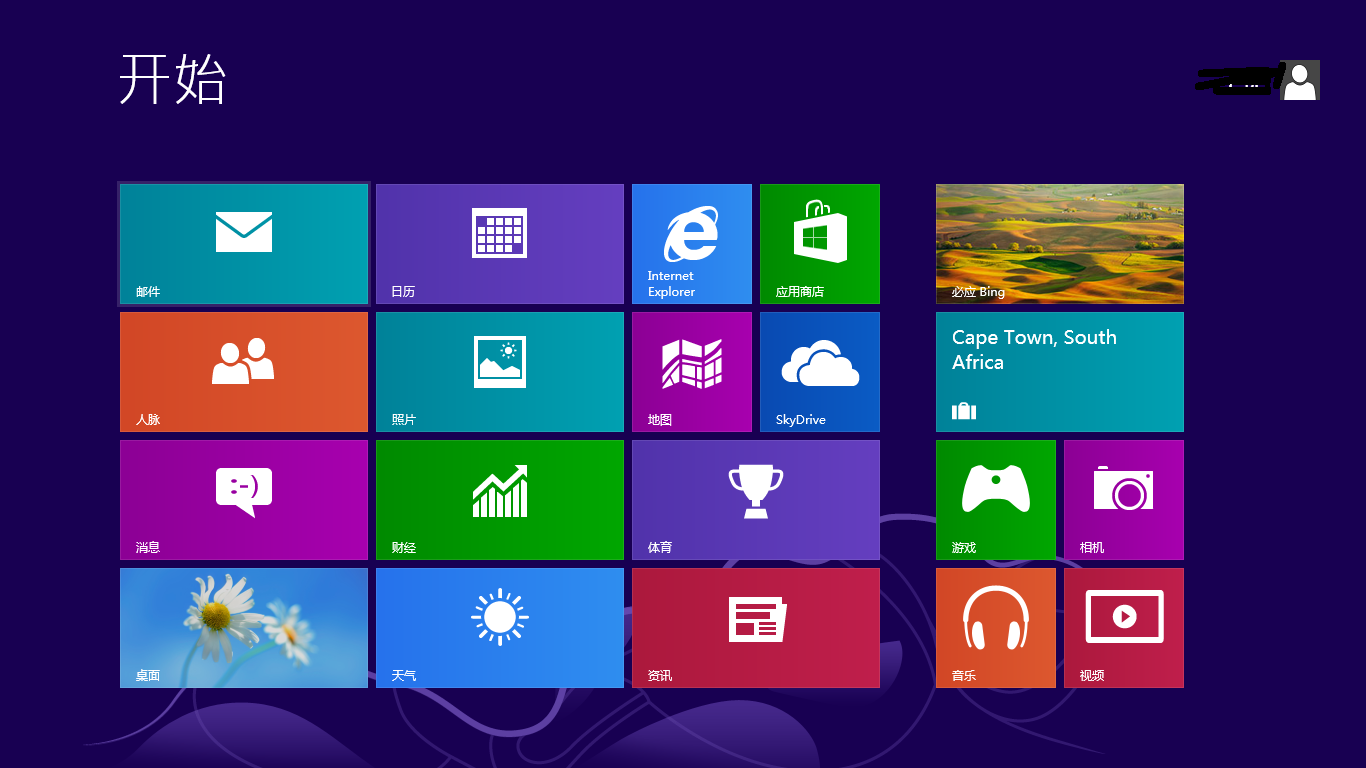 开始
邮件
日历
Internet
Explorer
应用商店
必应 Bing
人脉
照片
地图
SkyDrive
Cape Town, South
Africa
消息
:-)
财经
体育
游戏
相机
桌面
天气
资讯
音乐
视频